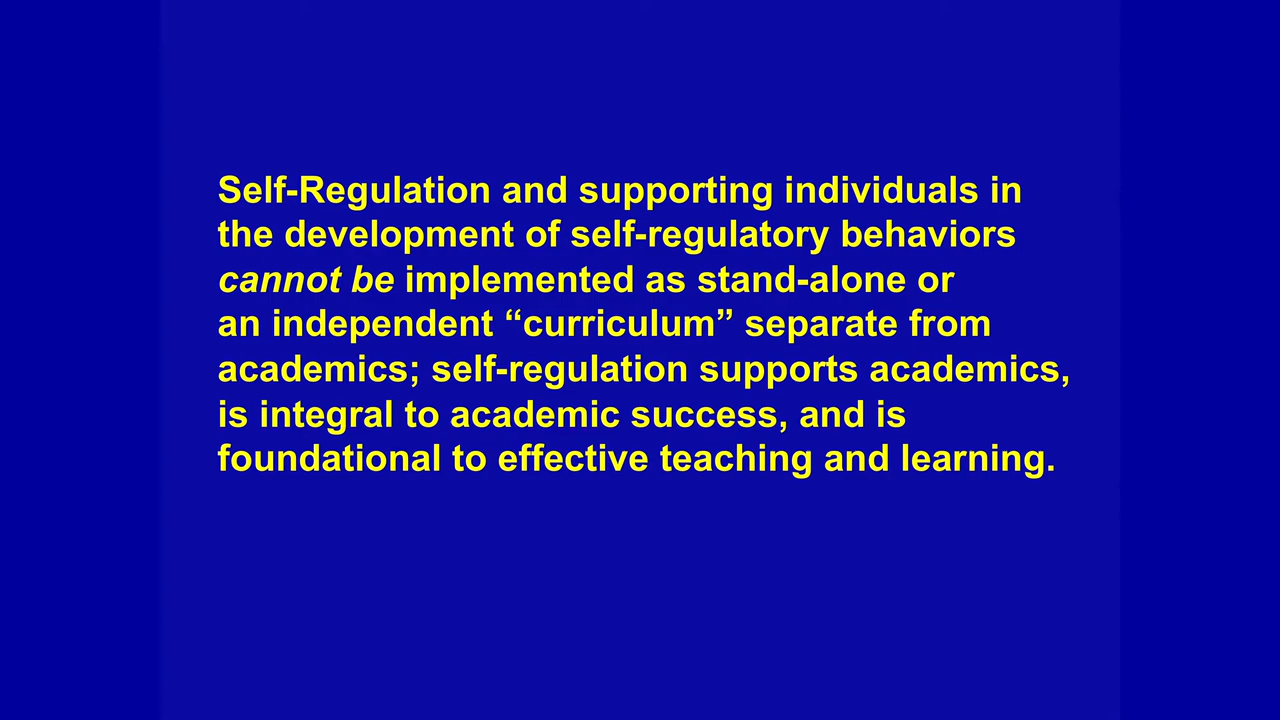 Self-Regulation and supporting individuals in
the development of self-regulatory behaviors
cannot be implemented as stand-alone or
an independent “curriculum” separate from
academics; self-regulation supports academics,
is integral to academic success, and is
foundational to effective teaching and learning.